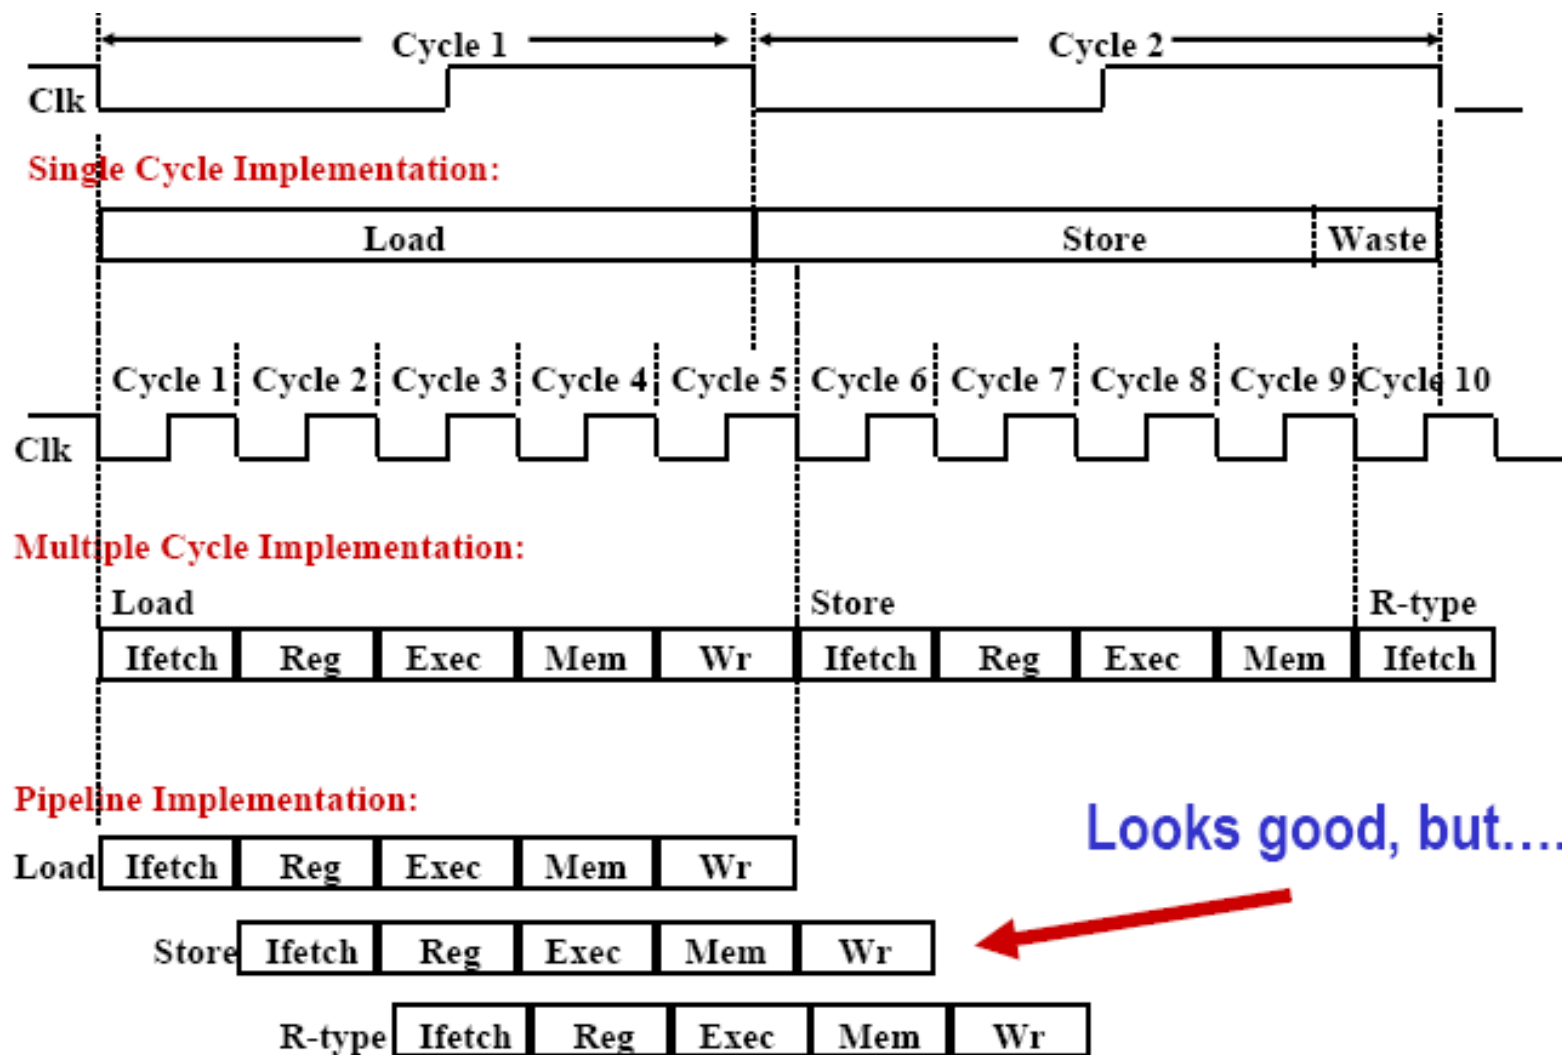 Cycle 1 Cycle 2
Clk
Single Cycle Implementation:
Load Store Waste
Cycle 1 Cycle 2 Cycle 3 Cycle 4 Cycle 5 Cycle 6 Cycle 7 Cycle 8 Cycle 9 Cycle 10
Clk
Multiple Cycle Implementation:
Load Store R-type
Ifetch Reg Exec Mem Wr Ifetch Reg Exec Mem Ifetch
Pipeline Implementation:
Looks good, but....
Load Ifetch Reg Exec Mem Wr
Store Ifetch Reg Exec Mem Wr
R-type Ifetch Reg Exec Mem Wr